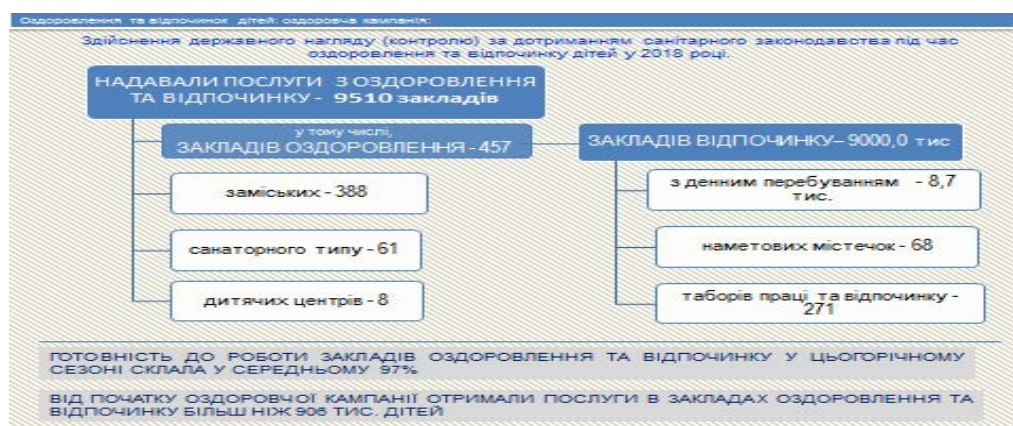 Оздоровлення та відпочинок дітей: оздоровча кампанія:
Здійснення державного нагляду (контролю) за дотриманням санітарного законодавства під час
оздоровлення та відпочинку дітей у 2018 році.
НАДАВАЛИ ПОСЛУГИ З ОЗДОРОВЛЕННЯ
ТА ВІДПОЧИНКУ - 9510 закладів
у тому числі,
ЗАКЛАДІВ ОЗДОРОВЛЕННЯ - 457
заміських - 388
санаторного типу - 61
дитячих центрів - 8
ЗАКЛАДІВ ВІДПОЧИНКУ– 9000,0 тис
з денним перебуванням - 8,7
тис.
наметових містечок - 68
таборів праці та відпочинку -
271
ГОТОВНІСТЬ ДО РОБОТИ ЗАКЛАДІВ ОЗДОРОВЛЕННЯ ТА ВІДПОЧИНКУ У ЦЬОГОРІЧНОМУ
СЕЗОНІ СКЛАЛА У СЕРЕДНЬОМУ 97%
ВІД ПОЧАТКУ ОЗДОРОВЧОЇ КАМПАНІЇ ОТРИМАЛИ ПОСЛУГИ В ЗАКЛАДАХ ОЗДОРОВЛЕННЯ ТА
ВІДПОЧИНКУ БІЛЬШ НІЖ 906 ТИС. ДІТЕЙ